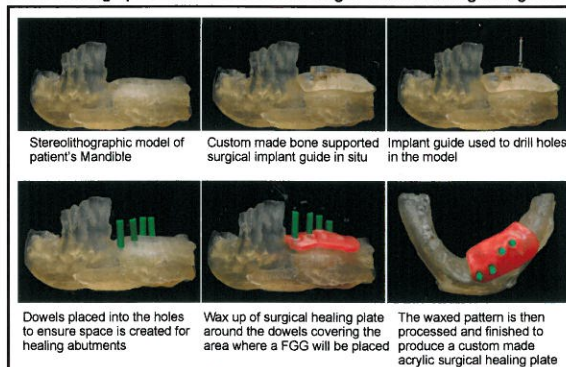 Stereolithographic model of
patient's Mandible
Custom made bone supported
surgical implant guide in situ
Implant guide used to drill holes
in the model
Dowels placed into the holes
to ensure space is created for
healing abutments
Wax up of surgical healing plate
around the dowels covering the
area where a FGG will be placed
The waxed pattern is then
processed and finished to
produce a custom made
acrylic surgical healing plate